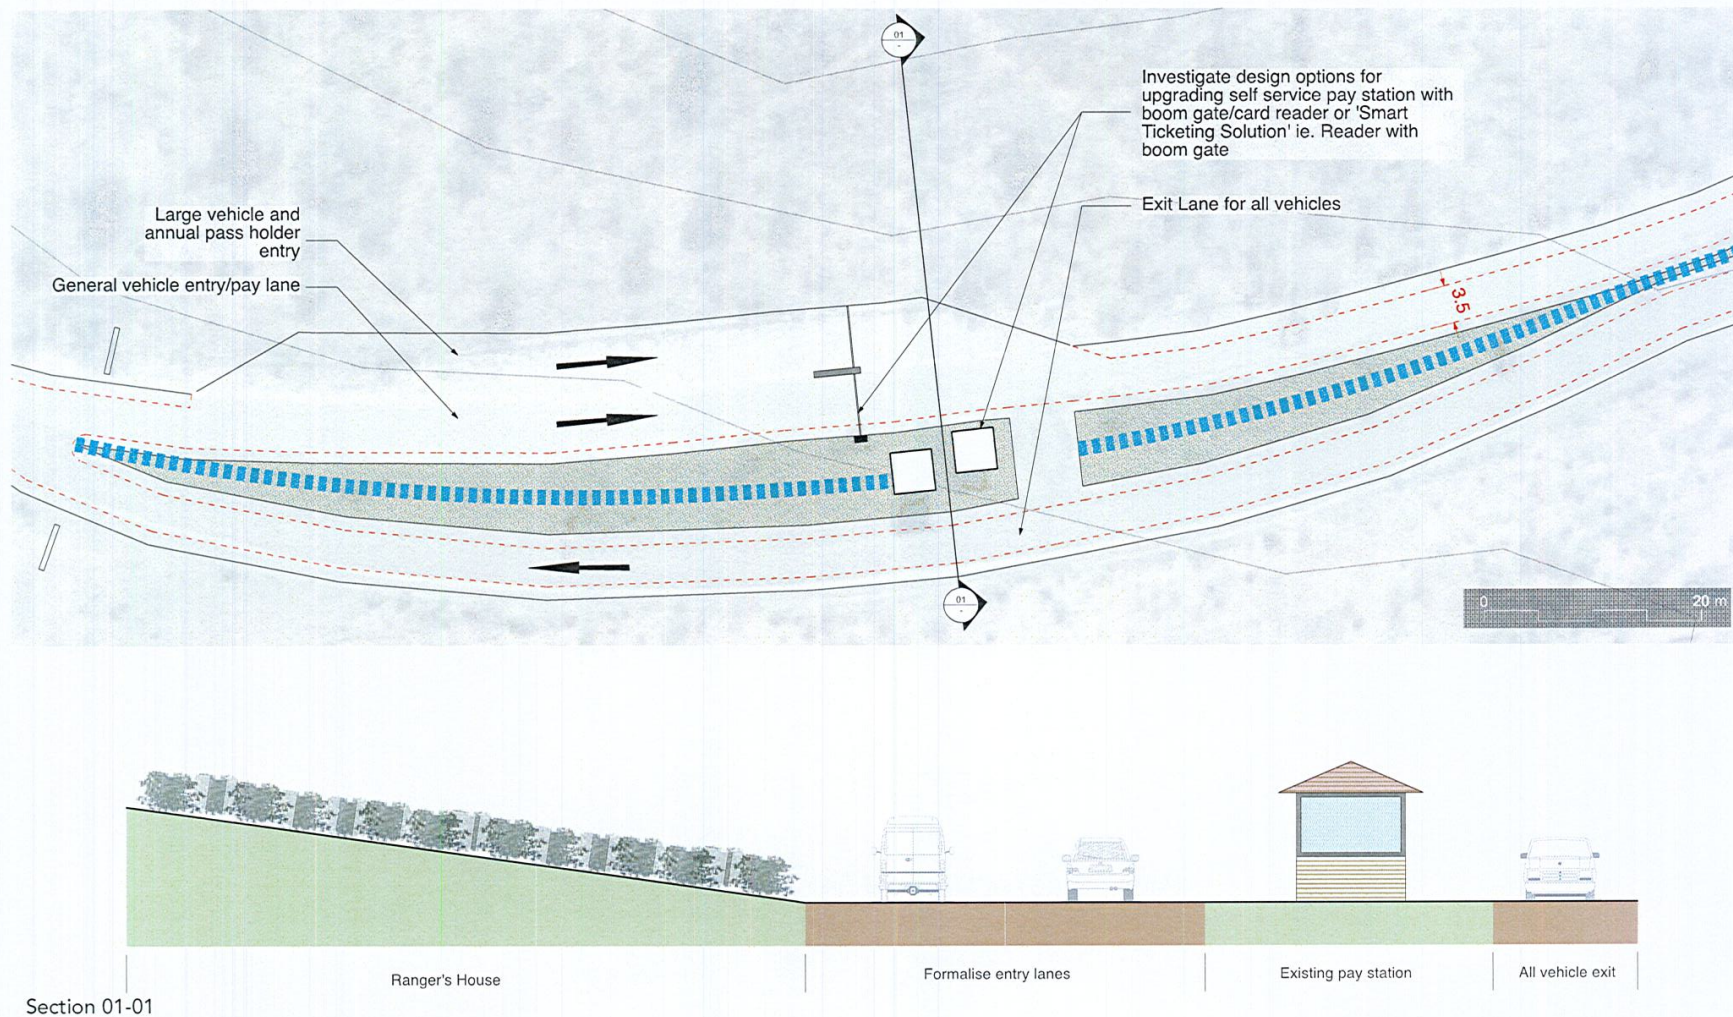 01
-
Investigate design options for
upgrading self service pay station with
boom gate/card reader or 'Smart
Ticketing Solution' ie. Reader with
boom gate
Exit Lane for all vehicles
Large vehicle and
annual pass holder
entry
General vehicle entry/pay lane
3.5
01
-
0 20 m
Ranger's House
Formalise entry lanes
Existing pay station
All vehicle exit
Section 01-01